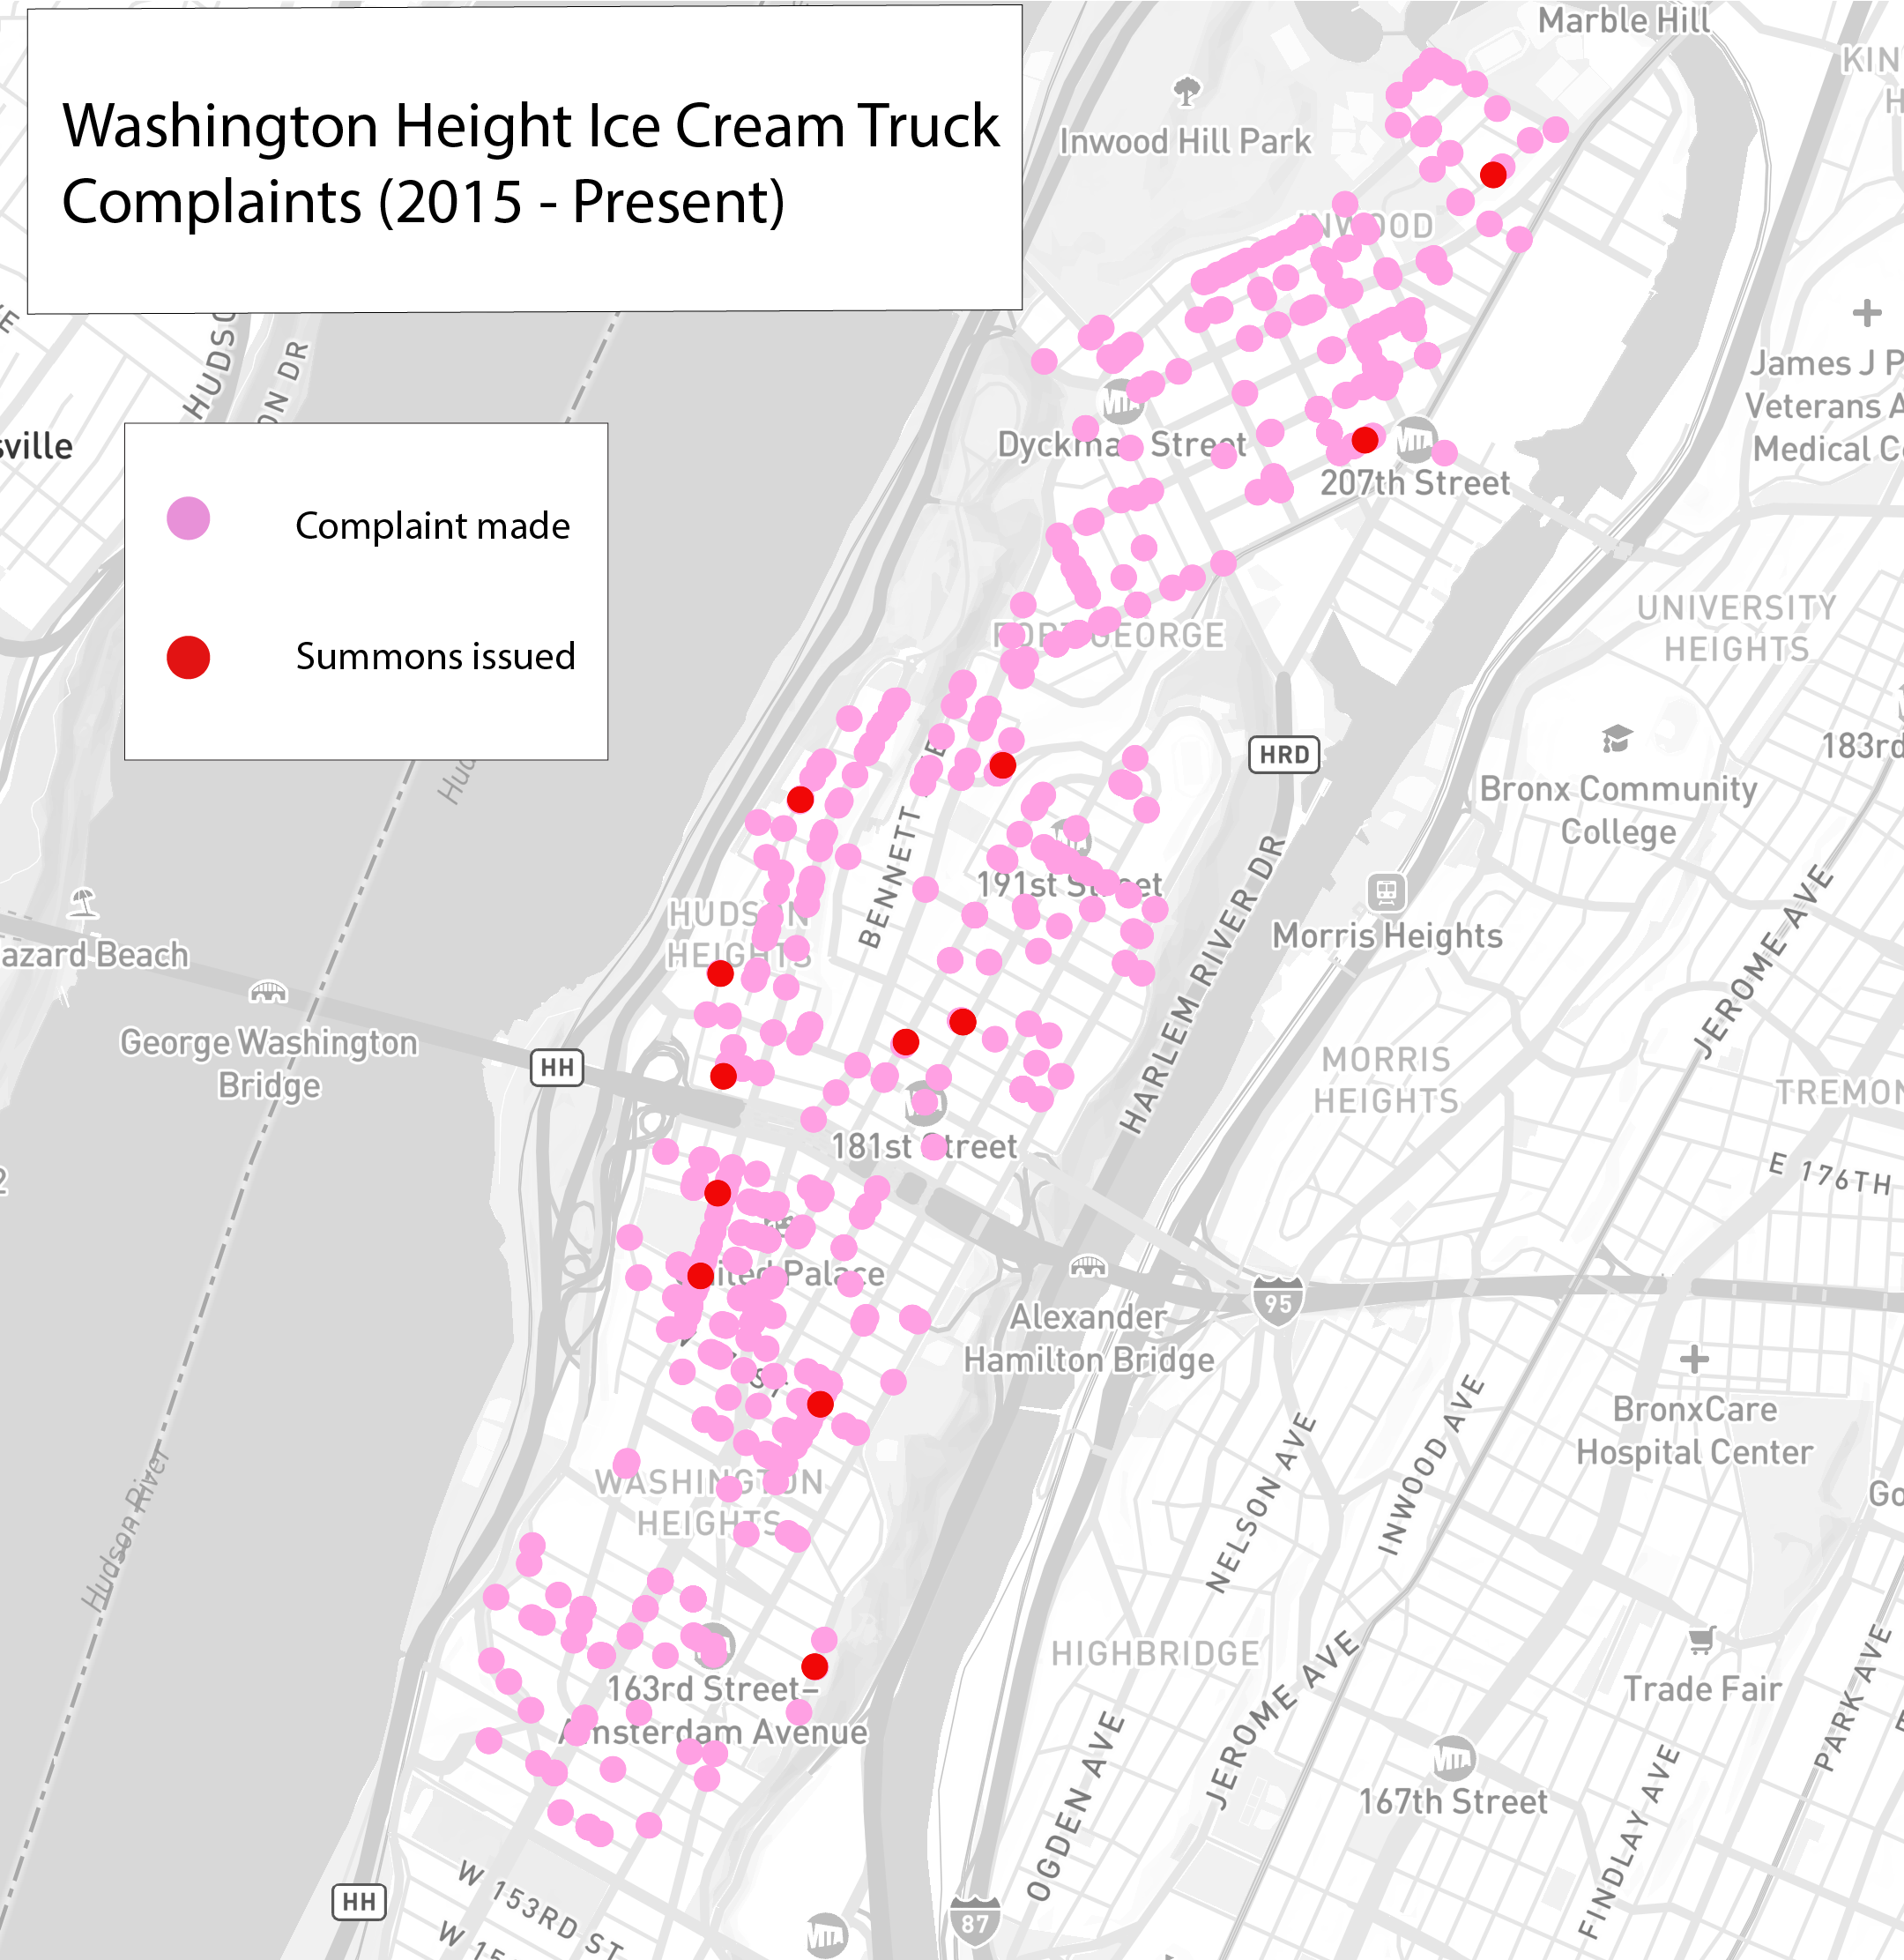 Washington Height Ice Cream Truck
Complaints (2015 - Present)
Complaint made
Summons issued
Marble Hill
Inwood Hill Park
James J
Veterans
Medical
Street
207th Street
UNIVERSITY
HEIGHTS
HRD
183rd
Bronx Community
College
BENNETT
191st Street
HUDSON
HEIGHTS
Morris Heights
HARLEM RIVER DR
JEROME AVE
George Washington
Bridge
HH
MORRIS
HEIGHTS
181st Street
E 176TH
United Palace
95
Alexander
Hamilton Bridge
BronxCare
Hospital Center
INWOOD AVE
NELSON AVE
WASHINGTON
HEIGHTS
Hudson River
HIGHBRIDGE
JEROME AVE
Trade Fair
PARK AVE
163rd Street–
Amsterdam Avenue
OGDEN AVE
167th Street
FINDLAY AVE
HH
W 153RD ST
87